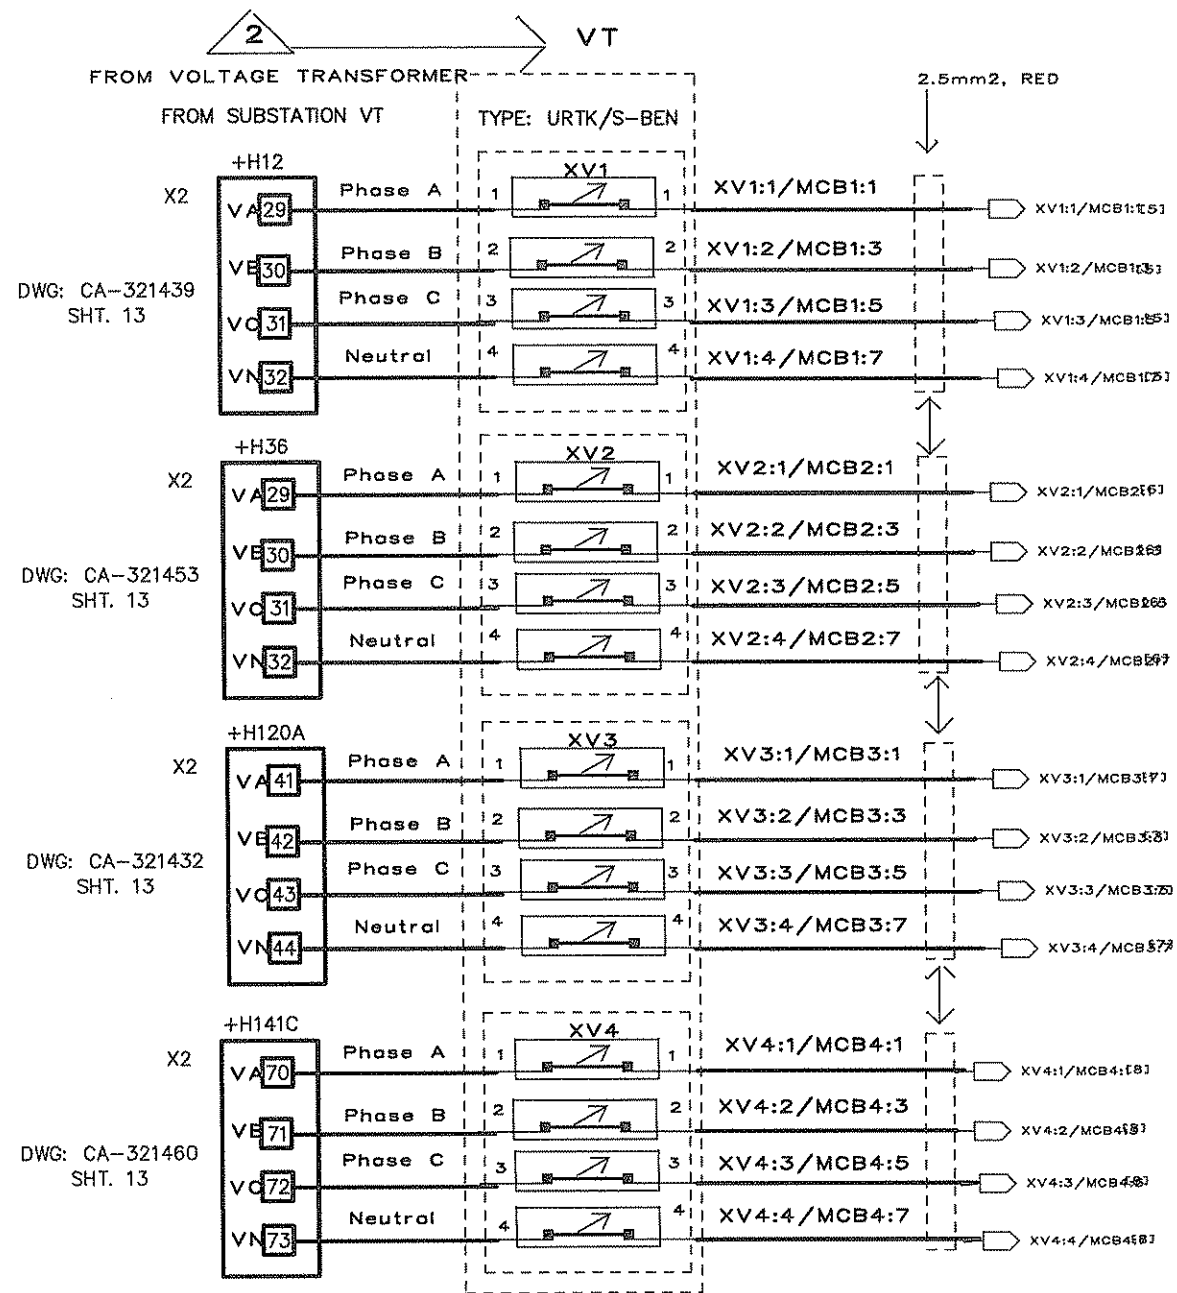 2
VT
FROM VOLTAGE TRANSFORMER
2.5mm2, RED
FROM SUBSTATION VT
TYPE: URTK/S-BEN
+H12
XV1
X2
VA 29 Phase A 1 1 XV1:1/MCB1:1
VB 30 Phase B 2 2 XV1:2/MCB1:3
VC 31 Phase C 3 3 XV1:3/MCB1:5
VN 32 Neutral 4 4 XV1:4/MCB1:7
DWG: CA-321439
SHT. 13
+H36
XV2
X2
VA 29 Phase A 1 1 XV2:1/MCB2:1
VB 30 Phase B 2 2 XV2:2/MCB2:3
VC 31 Phase C 3 3 XV2:3/MCB2:5
VN 32 Neutral 4 4 XV2:4/MCB2:7
DWG: CA-321453
SHT. 13
+H120A
XV3
X2
VA 41 Phase A 1 1 XV3:1/MCB3:1
VB 42 Phase B 2 2 XV3:2/MCB3:3
VC 43 Phase C 3 3 XV3:3/MCB3:5
VN 44 Neutral 4 4 XV3:4/MCB3:7
DWG: CA-321432
SHT. 13
+H141C
XV4
X2
VA 70 Phase A 1 1 XV4:1/MCB4:1
VB 71 Phase B 2 2 XV4:2/MCB4:3
VC 72 Phase C 3 3 XV4:3/MCB4:5
VN 73 Neutral 4 4 XV4:4/MCB4:7
DWG: CA-321460
SHT. 13